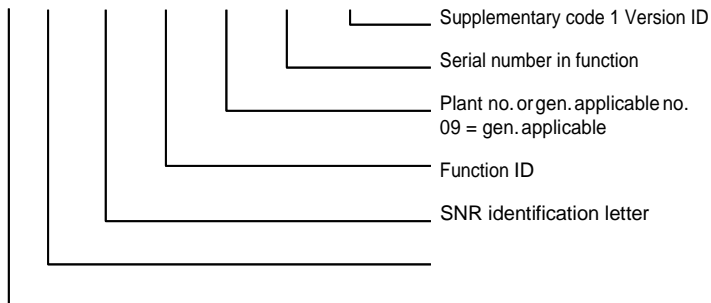 Supplementary code 1 Version ID
Serial number in function
Plant no. or gen. applicable no.
09 = gen. applicable
Function ID
SNR identification letter